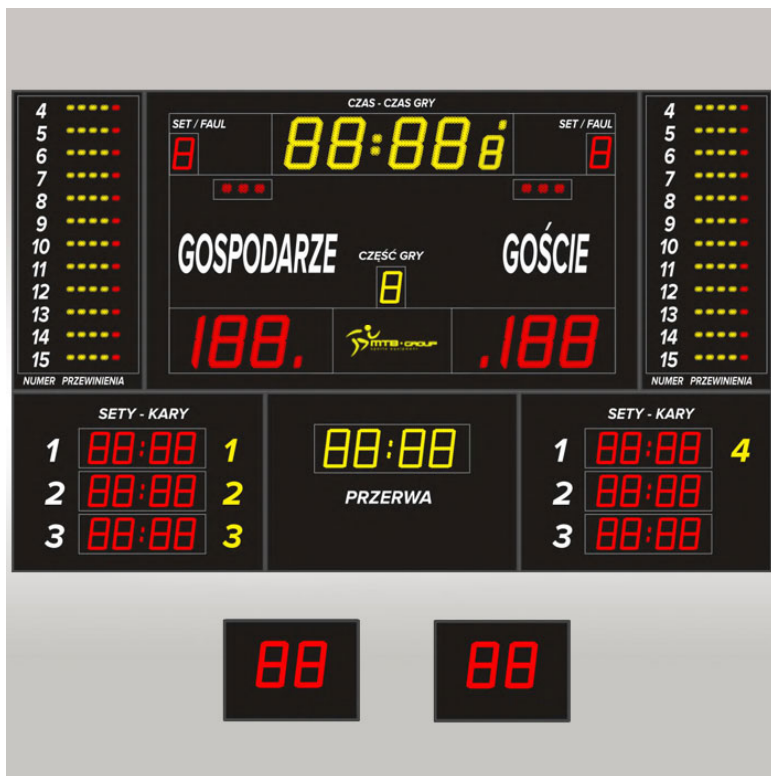 CZAS - CZAS GRY
SET / FAUL
88:88 8
SET / FAUL
8
8
GOSPODARZE
CZĘŚĆ GRY
GOŚCIE
8
188.
MTB-GROUP
.188
4
5
6
7
8
9
10
11
12
13
14
15
NUMER PRZEWINIENIA
4
5
6
7
8
9
10
11
12
13
14
15
NUMER PRZEWINIENIA
SETY - KARY
1 88:88 1
2 88:88 2
3 88:88 3
88:88
PRZERWA
SETY - KARY
1 88:88 4
2 88:88
3 88:88
88
88